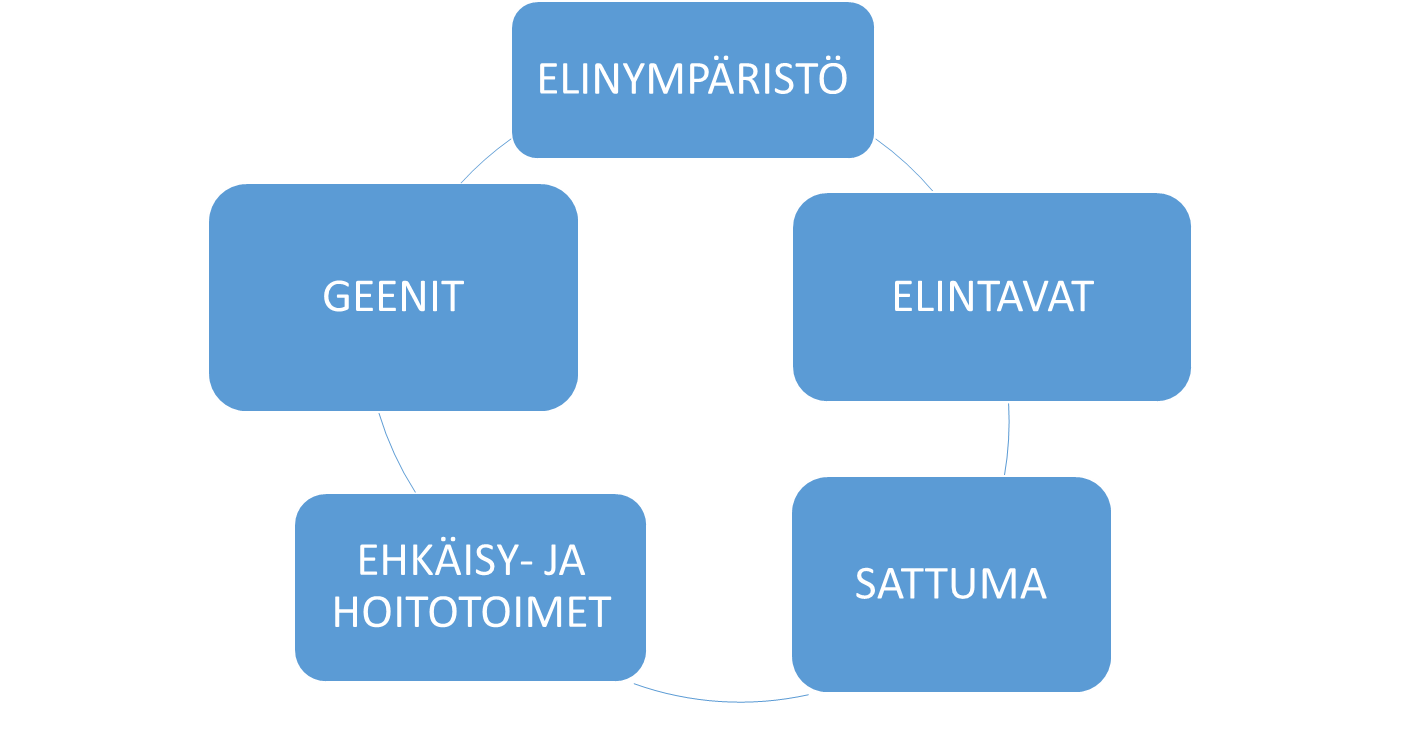 ELINYMPÄRISTÖ
GEENIT
ELINTAVAT
EHKÄISY- JA
HOITOTOIMET
SATTUMA